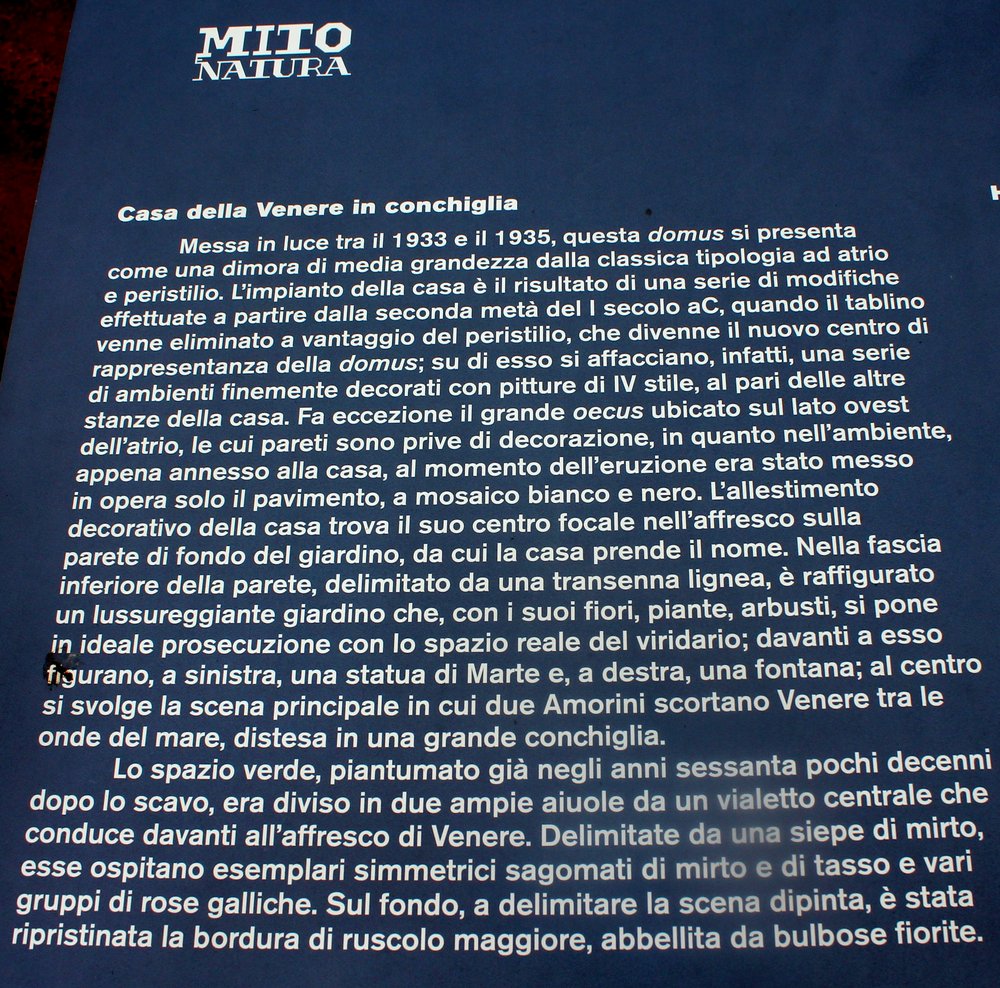 MITO
E NATURA
Casa della Venere in conchiglia
Messa in luce tra il 1933 e il 1935, questa domus si presenta
come una dimora di media grandezza dalla classica tipologia ad atrio
e peristilio. L'impianto della casa è il risultato di una serie di modifiche
effettuate a partire dalla seconda metà del I secolo aC, quando il tablino
venne eliminato a vantaggio del peristilio, che divenne il nuovo centro di
rappresentanza della domus; su di esso si affacciano, infatti, una serie
di ambienti finemente decorati con pitture di IV stile, al pari delle altre
stanze della casa. Fa eccezione il grande oecus ubicato sul lato ovest
dell'atrio, le cui pareti sono prive di decorazione, in quanto nell'ambiente,
appena annesso alla casa, al momento dell'eruzione era stato messo
in opera solo il pavimento, a mosaico bianco e nero. L'allestimento
decorativo della casa trova il suo centro focale nell'affresco sulla
parete di fondo del giardino, da cui la casa prende il nome. Nella fascia
inferiore della parete, delimitato da una transenna lignea, è raffigurato
un lussureggiante giardino che, con i suoi fiori, piante, arbusti, si pone
in ideale prosecuzione con lo spazio reale del viridario; davanti a esso
figurano, a sinistra, una statua di Marte e, a destra, una fontana; al centro
si svolge la scena principale in cui due Amorini scortano Venere tra le
onde del mare, distesa in una grande conchiglia.
Lo spazio verde, piantumato già negli anni sessanta pochi decenni
dopo lo scavo, era diviso in due ampie aiuole da un vialetto centrale che
conduce davanti all'affresco di Venere. Delimitate da una siepe di mirto,
esse ospitano esemplari simmetrici sagomati di mirto e di tasso e vari
gruppi di rose galliche. Sul fondo, a delimitare la scena dipinta, è stata
ripristinata la bordura di ruscolo maggiore, abbellita da bulbose fiorite.